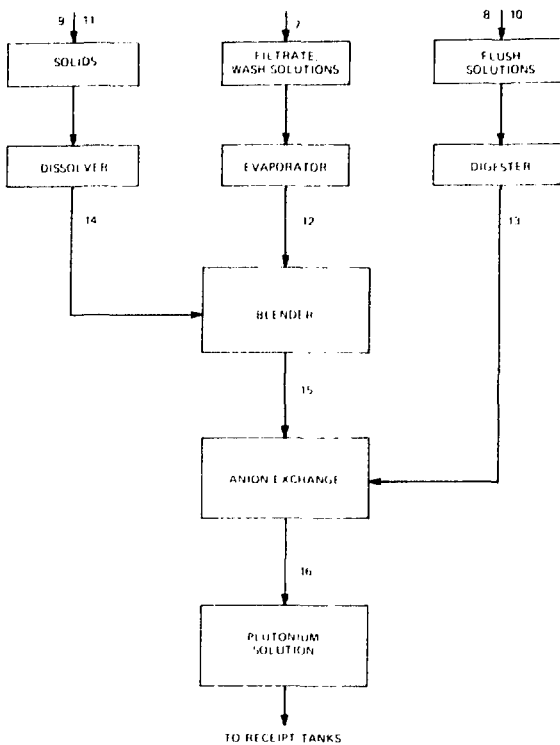 9 11
7
8 10
SOLIDS
FILTRATE,
WASH SOLUTIONS
FLUSH
SOLUTIONS
DISSOLVER
EVAPORATOR
DIGESTER
14
12
13
BLENDER
15
ANION EXCHANGE
16
PLUTONIUM
SOLUTION
TO RECEIPT TANKS